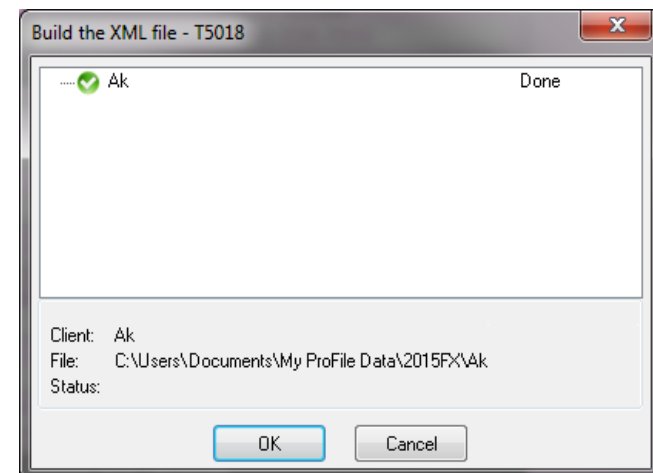 Build the XML file - T5018
Ak Done
Client: Ak
File: C:\Users\Documents\My ProFile Data\2015FX\Ak
Status:
OK Cancel